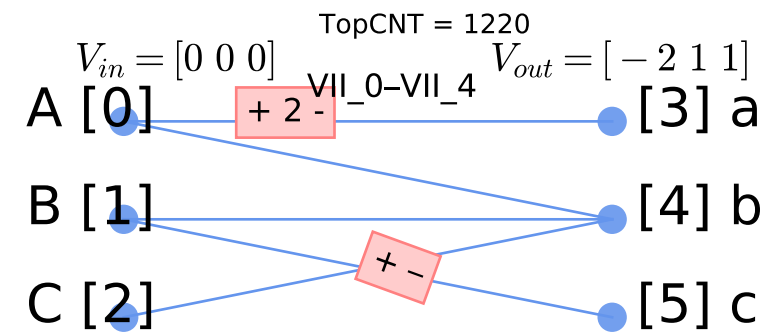 TopCNT = 1220
V_in = [0 0 0]
V_out = [ − 2 1 1]
VII_0–VII_4
A [0]
+ 2 -
[3] a
B [1]
[4] b
+ −
C [2]
[5] c